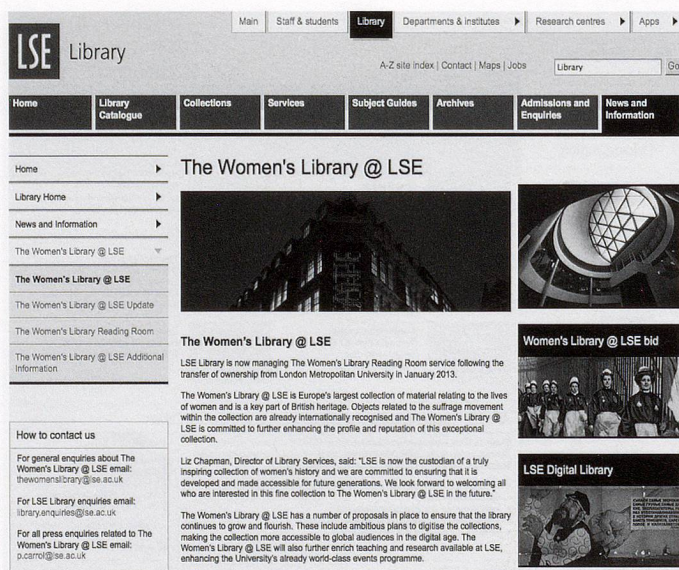 Main
Staff & students
Library
Departments & institutes
Research centres
Apps
LSE Library
A-Z site index | Contact | Maps | Jobs
Library
Go
Home
Library Catalogue
Collections
Services
Subject Guides
Archives
Admissions and Enquiries
News and Information
Home
Library Home
News and Information
The Women's Library @ LSE
The Women's Library @ LSE
The Women's Library @ LSE Update
The Women's Library Reading Room
The Women's Library @ LSE Additional
Information
How to contact us
For general enquiries about The
Women's Library @ LSE email:
thewomenslibrary@lse.ac.uk
For LSE Library enquiries email:
library.enquiries@lse.ac.uk
For all press enquiries related to The
Women's Library @ LSE email:
p.carrol@lse.ac.uk
The Women's Library @ LSE
The Women's Library @ LSE
LSE Library is now managing The Women's Library Reading Room service following the
transfer of ownership from London Metropolitan University in January 2013.
The Women's Library @ LSE is Europe's largest collection of material relating to the lives
of women and is a key part of British heritage. Objects related to the suffrage movement
within the collection are already internationally recognised and The Women's Library @
LSE is committed to further enhancing the profile and reputation of this exceptional
collection.
Liz Chapman, Director of Library Services, said: "LSE is now the custodian of a truly
inspiring collection of women's history and we are committed to ensuring that it is
developed and made accessible for future generations. We look forward to welcoming all
who are interested in this fine collection to The Women's Library @ LSE in the future."
The Women's Library @ LSE has a number of proposals in place to ensure that the library
continues to grow and flourish. These include ambitious plans to digitise the collections,
making the collection more accessible to global audiences in the digital age. The
Women's Library @ LSE will also further enrich teaching and research available at LSE,
enhancing the University's already world-class events programme.
Women's Library @ LSE bid
LSE Digital Library